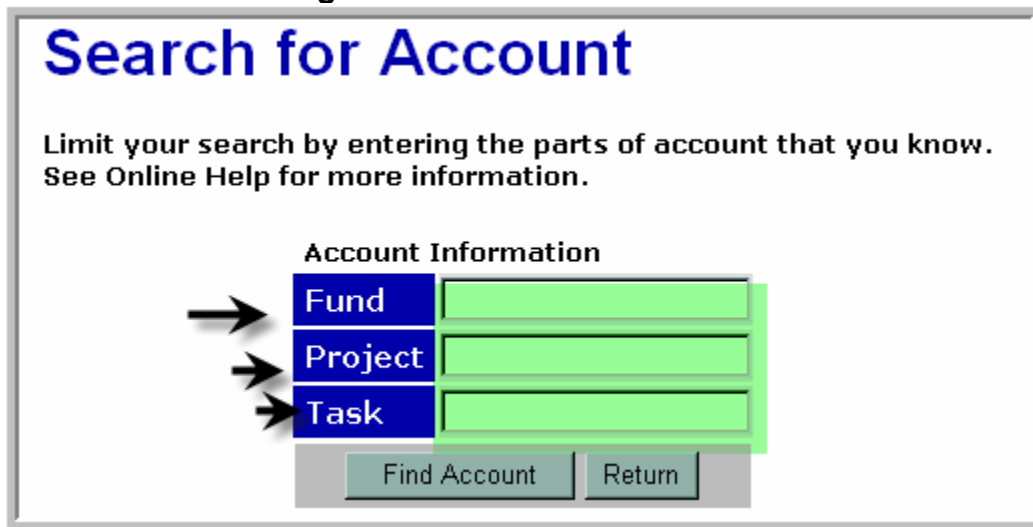 Search for Account
Limit your search by entering the parts of account that you know.
See Online Help for more information.
Account Information
Fund
Project
Task
Find Account Return